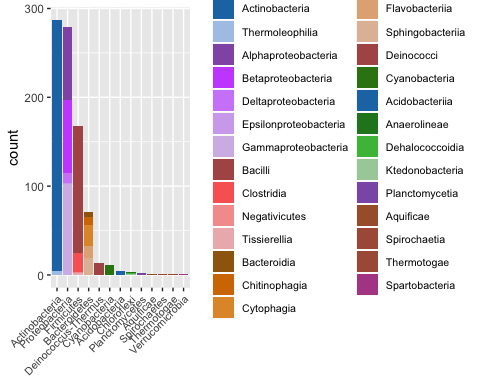 300
200
100
0
count
Actinobacteria
Proteobacteria
Firmicutes
Bacteroidetes
Deinococcus-Thermus
Cyanobacteria
Acidobacteria
Chloroflexi
Planctomycetes
Aquificae
Spirochaetes
Thermotogae
Verrucomicrobia
Actinobacteria
Thermoleophilia
Alphaproteobacteria
Betaproteobacteria
Deltaproteobacteria
Epsilonproteobacteria
Gammaproteobacteria
Bacilli
Clostridia
Negativicutes
Tissierellia
Bacteroidia
Chitinophagia
Cytophagia
Flavobacteriia
Sphingobacteriia
Deinococci
Cyanobacteria
Acidobacteriia
Anaerolineae
Dehalococcoidia
Ktedonobacteria
Planctomycetia
Aquificae
Spirochaetia
Thermotogae
Spartobacteria